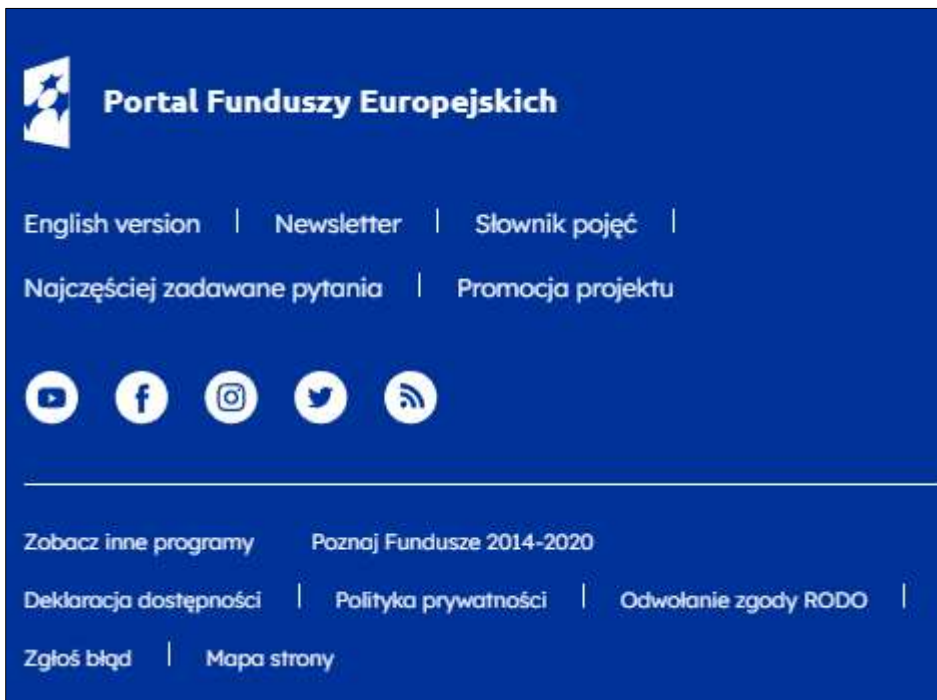 Portal Funduszy Europejskich
English version | Newsletter | Słownik pojęć |
Najczęściej zadawane pytania | Promocja projektu
Zobacz inne programy Poznaj Fundusze 2014-2020
Deklaracja dostępności | Polityka prywatności | Odwołanie zgody RODO |
Zgłoś błąd | Mapa strony